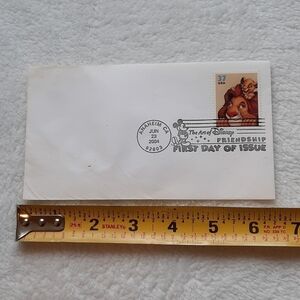 37
USA
ANAHEIM CA
JUN
23
2004
92803
The Art of Disney
FRIENDSHIP
FIRST DAY OF ISSUE
2 3 4 5 6 7
STANLEY